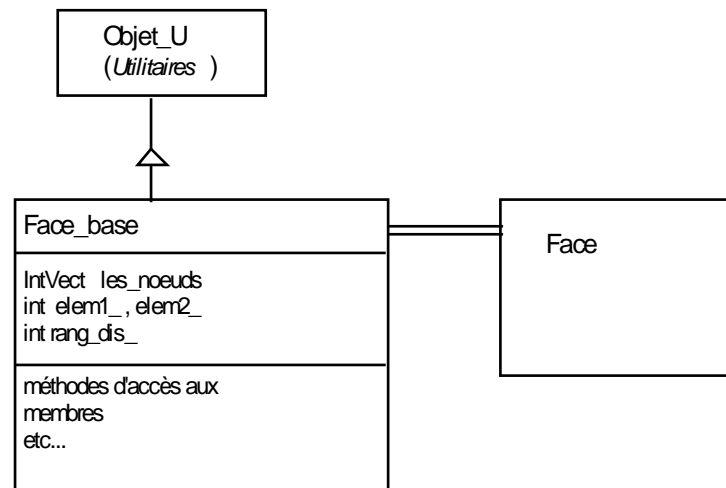 Objet_U
(Utilitaires )
Face_base
IntVect les_noeuds
int elem1_ , elem2_
int rang_dis_
méthodes d'accès aux
membres
etc...
Face